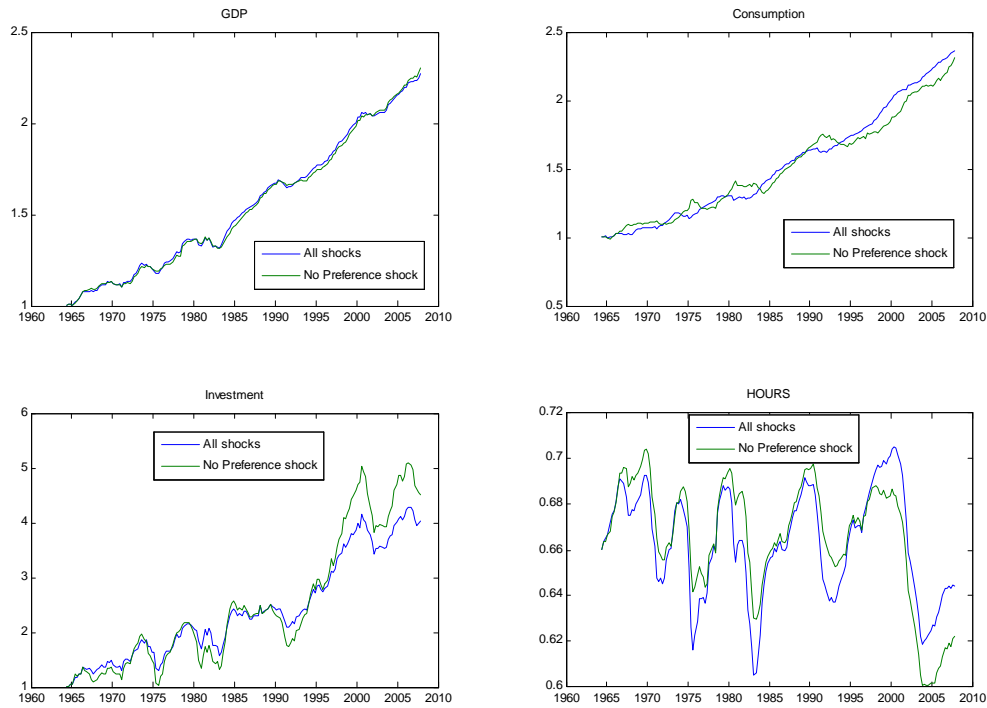 GDP
2.5
2
1.5
1
1960 1965 1970 1975 1980 1985 1990 1995 2000 2005 2010
All shocks
No Preference shock
Consumption
2.5
2
1.5
1
0.5
1960 1965 1970 1975 1980 1985 1990 1995 2000 2005 2010
All shocks
No Preference shock
Investment
6
5
4
3
2
1
1960 1965 1970 1975 1980 1985 1990 1995 2000 2005 2010
All shocks
No Preference shock
HOURS
0.72
0.7
0.68
0.66
0.64
0.62
0.6
1960 1965 1970 1975 1980 1985 1990 1995 2000 2005 2010
All shocks
No Preference shock